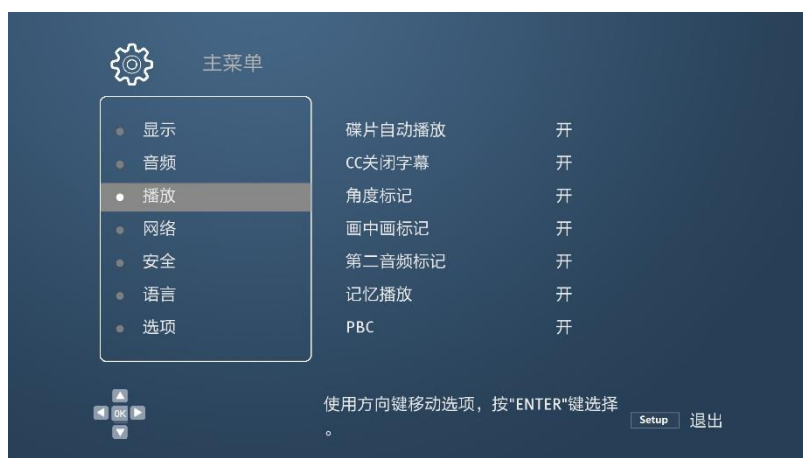 主菜单
显示
音频
播放
网络
安全
语言
选项
碟片自动播放 开
CC关闭字幕 开
角度标记 开
画中画标记 开
第二音频标记 开
记忆播放 开
PBC 开
OK
使用方向键移动选项，按"ENTER"键选择
。
Setup 退出